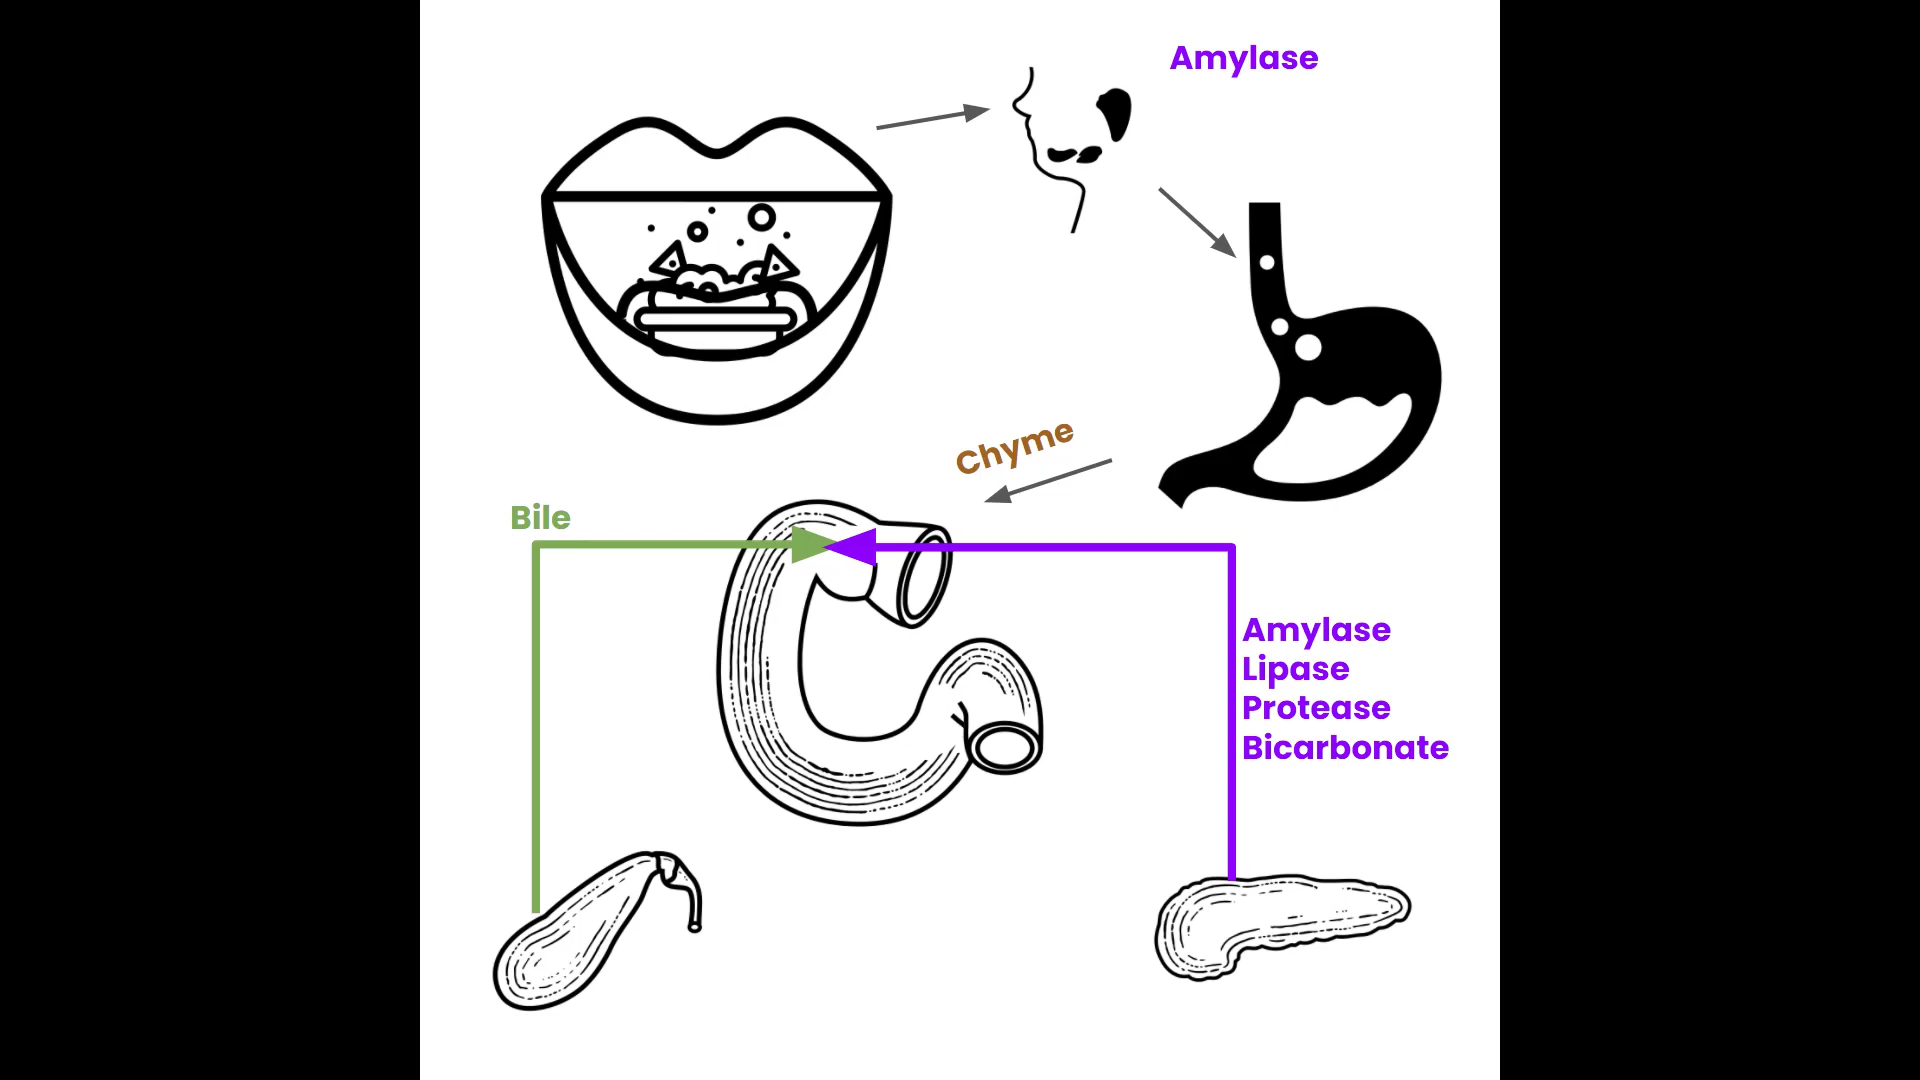 Amylase
Chyme
Bile
Amylase
Lipase
Protease
Bicarbonate